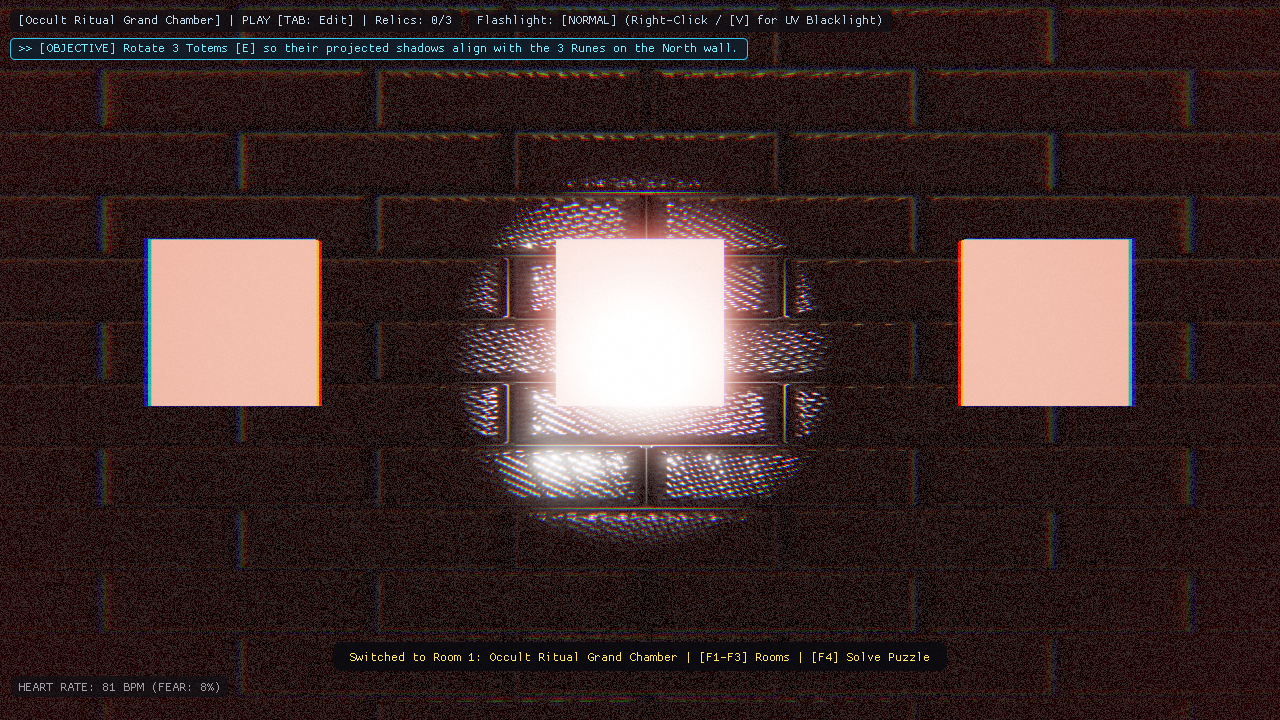 [Occult Ritual Grand Chamber] | PLAY [TAB: Edit] | Relics: 0/3 | Flashlight: [NORMAL] (Right-Click / [V] for UV Blacklight)
>> [OBJECTIVE] Rotate 3 Totems [E] so their projected shadows align with the 3 Runes on the North wall.
Switched to Room 1: Occult Ritual Grand Chamber | [F1-F3] Rooms | [F4] Solve Puzzle
HEART RATE: 81 BPM (FEAR: 8%)